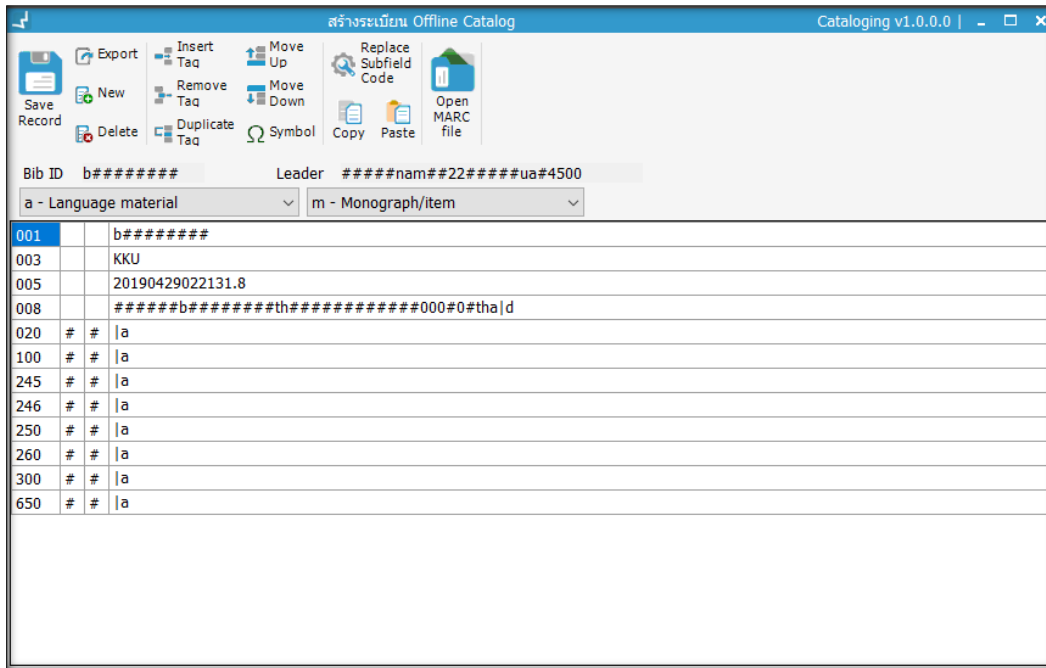 สร้างระเบียน Offline Catalog Cataloging v1.0.0.0 |
Save Record
Export
New
Delete
Insert Tag
Remove Tag
Duplicate Tag
Move Up
Move Down
Symbol
Replace Subfield Code
Copy
Paste
Open MARC file
Bib ID b######## Leader #####nam##22#####ua#4500
a - Language material m - Monograph/item
001 b########
003 KKU
005 20190429022131.8
008 ######b########th############000#0#tha|d
020 # # |a
100 # # |a
245 # # |a
246 # # |a
250 # # |a
260 # # |a
300 # # |a
650 # # |a